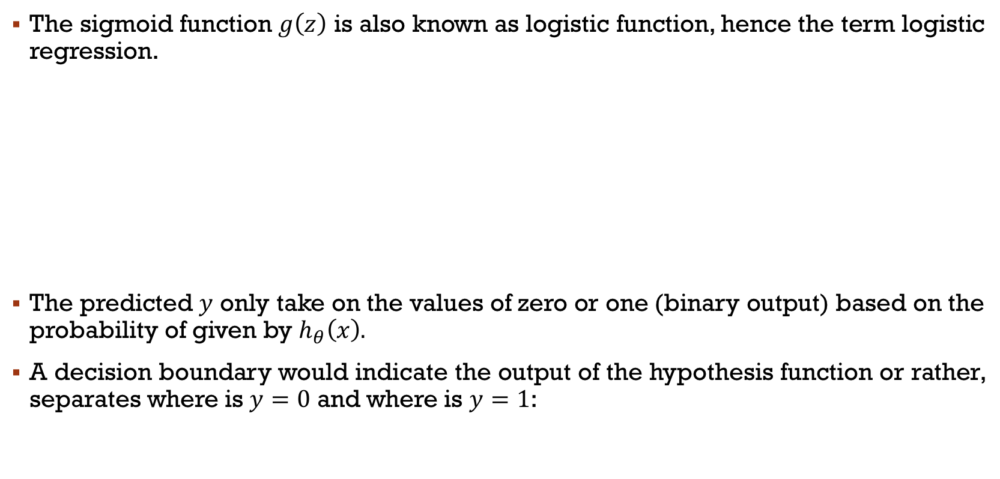 ▪ The sigmoid function g(z) is also known as logistic function, hence the term logistic
regression.
▪ The predicted y only take on the values of zero or one (binary output) based on the
probability of given by hθ(x).
▪ A decision boundary would indicate the output of the hypothesis function or rather,
separates where is y = 0 and where is y = 1: